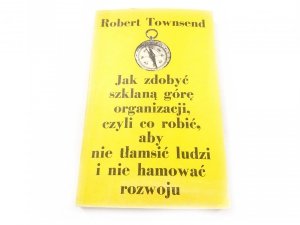 Robert Townsend
Jak zdobyć
szklaną górę
organizacji,
czyli co robić,
aby
nie tłamsić ludzi
i nie hamować
rozwoju